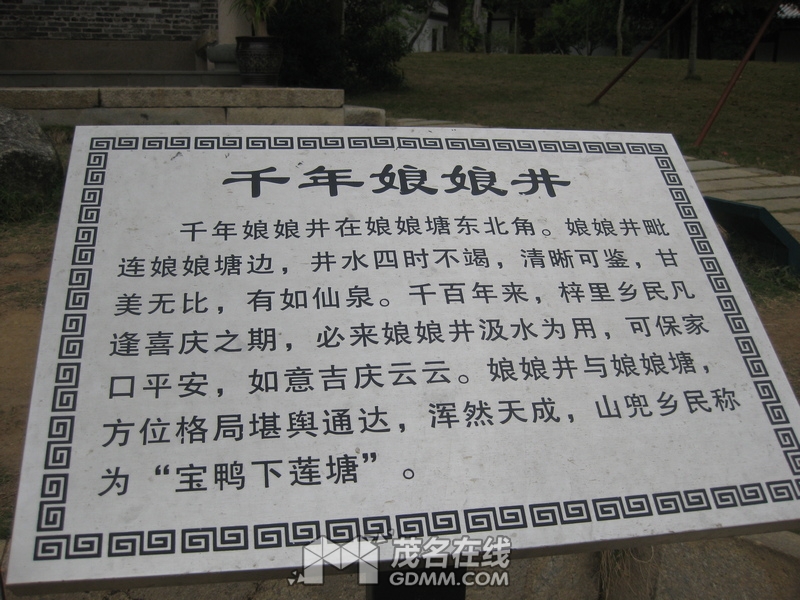 千年娘娘井
千年娘娘井在娘娘塘东北角。娘娘井毗
连娘娘塘边，井水四时不竭，清晰可鉴，甘
美无比，有如仙泉。千百年来，梓里乡民凡
逢喜庆之期，必来娘娘井汲水为用，可保家
口平安，如意吉庆云云。娘娘井与娘娘塘，
方位格局堪舆通达，浑然天成，山兜乡民称
为“宝鸭下莲塘”。
茂名在线
GDMM.COM